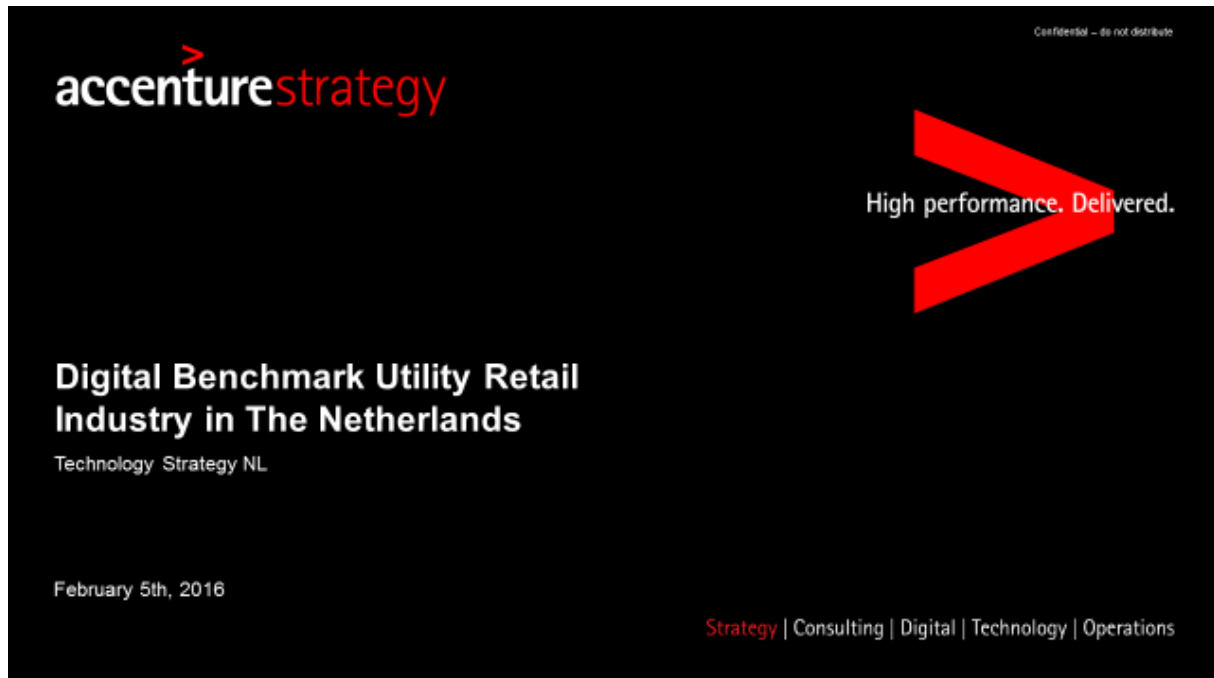 Confidential – do not distribute
accenturestrategy
High performance. Delivered.
Digital Benchmark Utility Retail
Industry in The Netherlands
Technology Strategy NL
February 5th, 2016
Strategy | Consulting | Digital | Technology | Operations